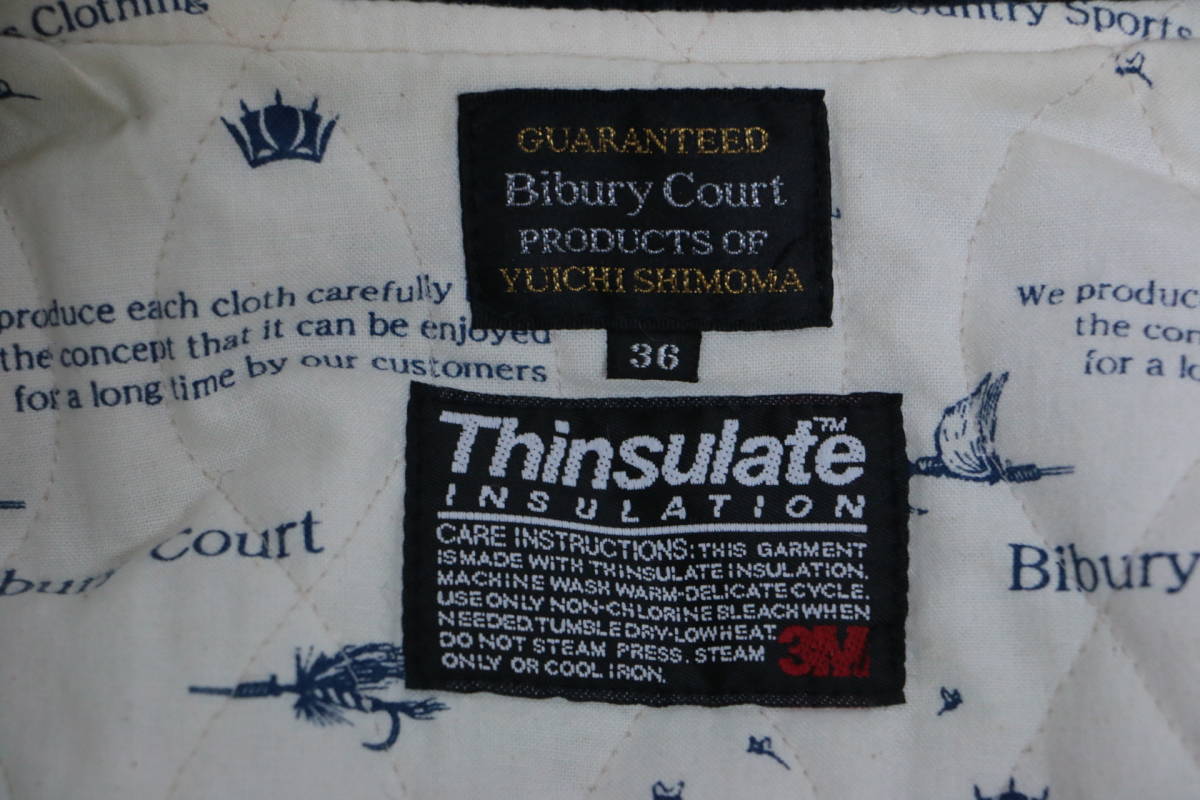 Clothing
Country Sports
GUARANTEED
Bibury Court
PRODUCTS OF
YUICHI SHIMOMA
36
produce each cloth carefully
the concept that it can be enjoyed
for a long time by our customers
We produc
the con
for a lo
Thinsulate™
INSULATION
CARE INSTRUCTIONS: THIS GARMENT
IS MADE WITH THINSULATE INSULATION.
MACHINE WASH WARM-DELICATE CYCLE.
USE ONLY NON-CHLORINE BLEACH WHEN
NEEDED. TUMBLE DRY-LOW HEAT.
DO NOT STEAM PRESS. STEAM
ONLY OR COOL IRON.
3M
court
bury
Bibury